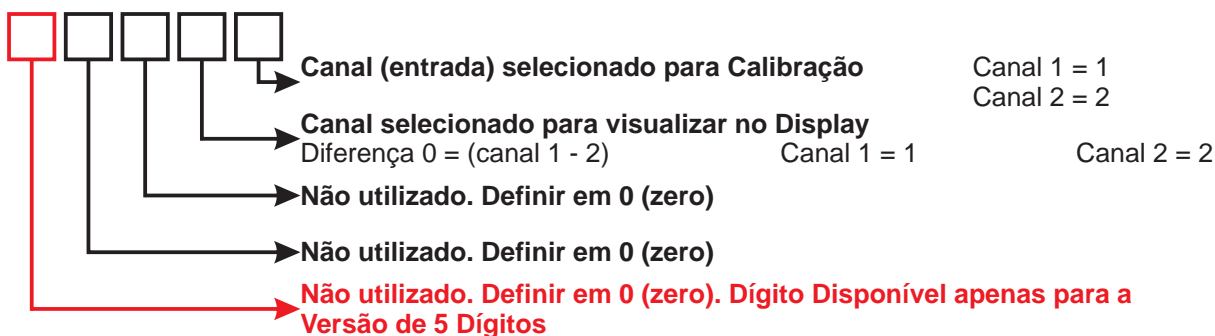 Canal (entrada) selecionado para Calibração Canal 1 = 1
Canal 2 = 2
Canal selecionado para visualizar no Display
Diferença 0 = (canal 1 - 2) Canal 1 = 1 Canal 2 = 2
Não utilizado. Definir em 0 (zero)
Não utilizado. Definir em 0 (zero)
Não utilizado. Definir em 0 (zero). Dígito Disponível apenas para a
Versão de 5 Dígitos